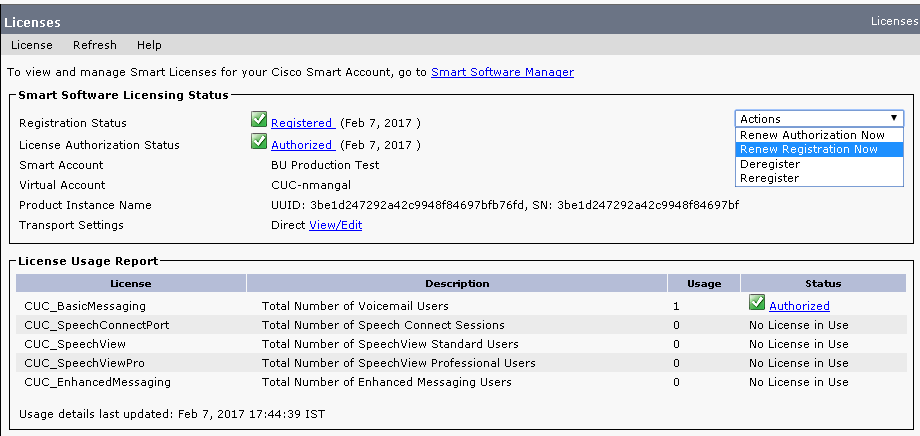 Licenses
Licenses
License Refresh Help
To view and manage Smart Licenses for your Cisco Smart Account, go to Smart Software Manager
Smart Software Licensing Status
Registration Status Registered (Feb 7, 2017 )
Actions
License Authorization Status Authorized (Feb 7, 2017 )
Renew Authorization Now
Renew Registration Now
Deregister
Reregister
Smart Account BU Production Test
Virtual Account CUC-nmangal
Product Instance Name UUID: 3be1d247292a42c9948f84697bfb76fd, SN: 3be1d247292a42c9948f84697bf
Transport Settings Direct View/Edit
License Usage Report
License Description Usage Status
CUC_BasicMessaging Total Number of Voicemail Users 1 Authorized
CUC_SpeechConnectPort Total Number of Speech Connect Sessions 0 No License in Use
CUC_SpeechView Total Number of SpeechView Standard Users 0 No License in Use
CUC_SpeechViewPro Total Number of SpeechView Professional Users 0 No License in Use
CUC_EnhancedMessaging Total Number of Enhanced Messaging Users 0 No License in Use
Usage details last updated: Feb 7, 2017 17:44:39 IST